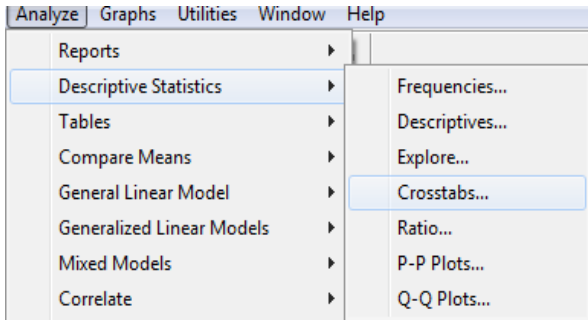 Analyze Graphs Utilities Window Help
Reports
Descriptive Statistics
Tables
Compare Means
General Linear Model
Generalized Linear Models
Mixed Models
Correlate
Frequencies...
Descriptives...
Explore...
Crosstabs...
Ratio...
P-P Plots...
Q-Q Plots...